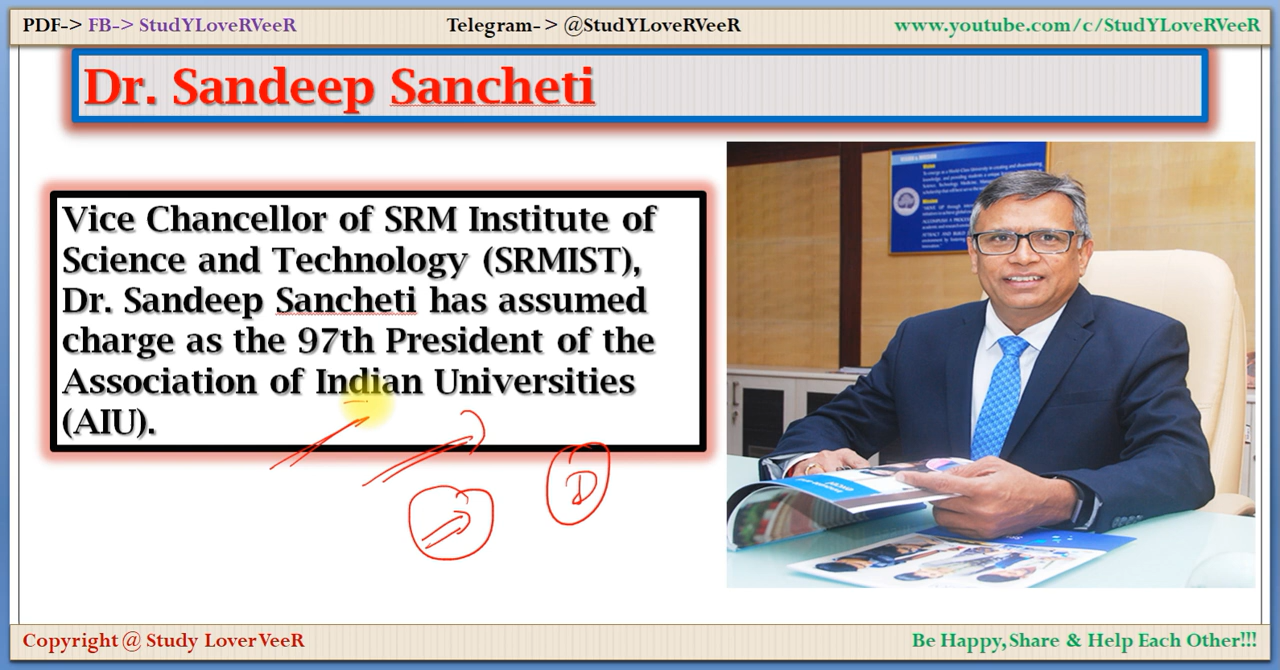 PDF-> FB-> StudYLoveRVeeR
Telegram- > @StudYLoveRVeeR
www.youtube.com/c/StudYLoveRVeeR
Dr. Sandeep Sancheti
Vice Chancellor of SRM Institute of
Science and Technology (SRMIST),
Dr. Sandeep Sancheti has assumed
charge as the 97th President of the
Association of Indian Universities
(AIU).
Copyright @ Study LoverVeeR
Be Happy, Share & Help Each Other!!!